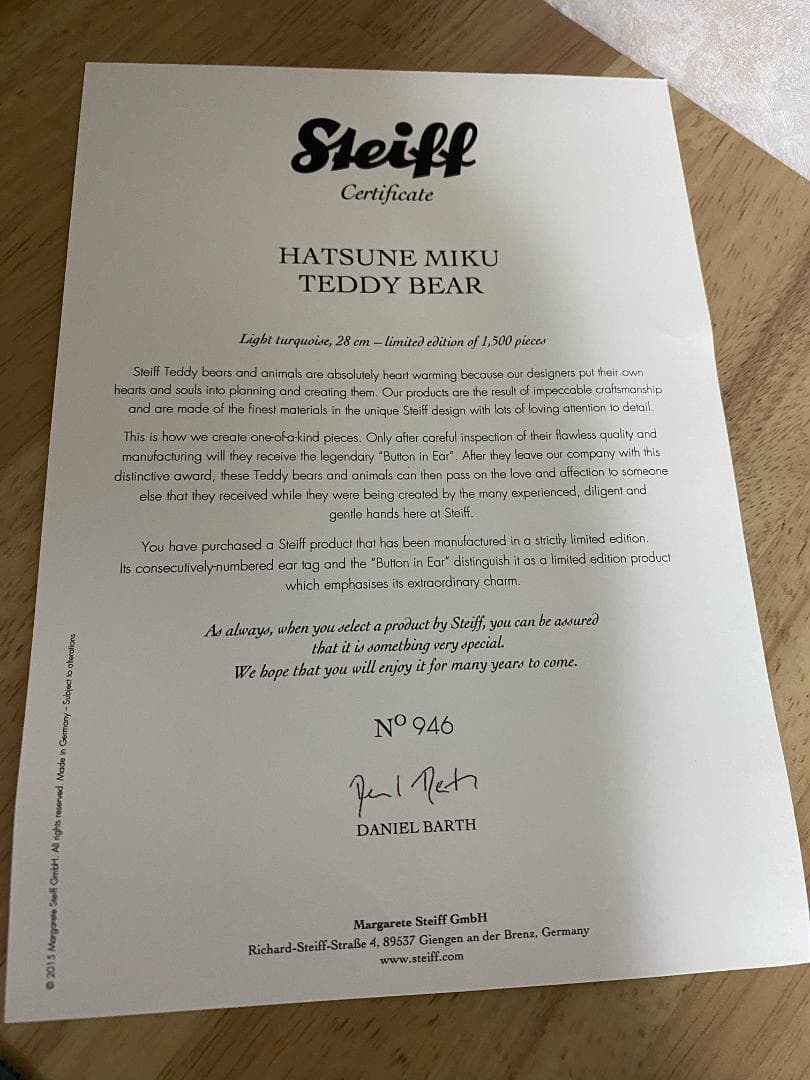 Steiff
Certificate
HATSUNE MIKU
TEDDY BEAR
Light turquoise, 28 cm – limited edition of 1,500 pieces
Steiff Teddy bears and animals are absolutely heart warming because our designers put their own
hearts and souls into planning and creating them. Our products are the result of impeccable craftsmanship
and are made of the finest materials in the unique Steiff design with lots of loving attention to detail.
This is how we create one-of-a-kind pieces. Only after careful inspection of their flawless quality and
manufacturing will they receive the legendary "Button in Ear". After they leave our company with this
distinctive award, these Teddy bears and animals can then pass on the love and affection to someone
else that they received while they were being created by the many experienced, diligent and
gentle hands here at Steiff.
You have purchased a Steiff product that has been manufactured in a strictly limited edition.
Its consecutively-numbered ear tag and the "Button in Ear" distinguish it as a limited edition product
which emphasises its extraordinary charm.
As always, when you select a product by Steiff, you can be assured
that it is something very special.
We hope that you will enjoy it for many years to come.
Nº 946
DANIEL BARTH
Margarete Steiff GmbH
Richard-Steiff-Straße 4, 89537 Giengen an der Brenz, Germany
www.steiff.com
© 2015 Margarete Steiff GmbH. All rights reserved. Made in Germany – Subject to alterations